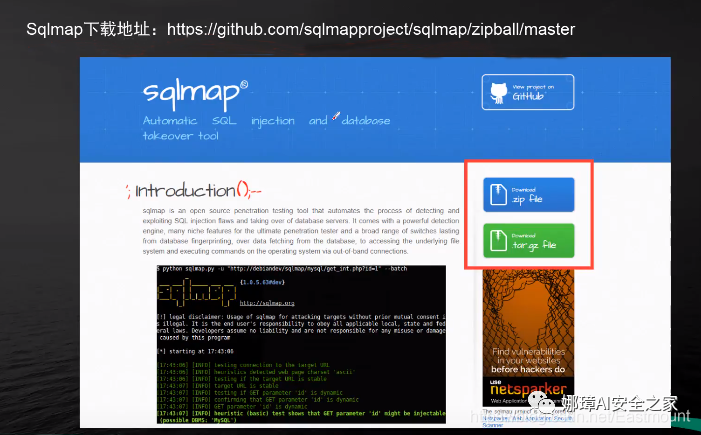 Sqlmap下载地址：https://github.com/sqlmapproject/sqlmap/zipball/master
sqlmap®
Automatic SQL injection and database
takeover tool
View project on
GitHub
'; Introduction();--
sqlmap is an open source penetration testing tool that automates the process of detecting and
exploiting SQL injection flaws and taking over of database servers. It comes with a powerful detection
engine, many niche features for the ultimate penetration tester and a broad range of switches lasting
from database fingerprinting, over data fetching from the database, to accessing the underlying file
system and executing commands on the operating system via out-of-band connections.
Download
.zip file
Download
.tar.gz file
$ python sqlmap.py -u "http://debiandev/sqlmap/mysql/get_int.php?id=1" --batch
{1.0.5.63#dev}
http://sqlmap.org
[!] legal disclaimer: Usage of sqlmap for attacking targets without prior mutual consent i
s illegal. It is the end user's responsibility to obey all applicable local, state and fed
eral laws. Developers assume no liability and are not responsible for any misuse or damage
caused by this program
[*] starting at 17:43:06
[17:43:06] [INFO] testing connection to the target URL
[17:43:06] [INFO] heuristics detected web page charset 'ascii'
[17:43:06] [INFO] testing if the target URL is stable
[17:43:07] [INFO] target URL is stable
[17:43:07] [INFO] testing if GET parameter 'id' is dynamic
[17:43:07] [INFO] confirming that GET parameter 'id' is dynamic
[17:43:07] [INFO] GET parameter 'id' is dynamic
[17:43:07] [INFO] heuristic (basic) test shows that GET parameter 'id' might be injectable
(possible DBMS: 'MySQL')
Find vulnerabilities
in your websites
before hackers do
use
netsparker
娜璋AI安全之家